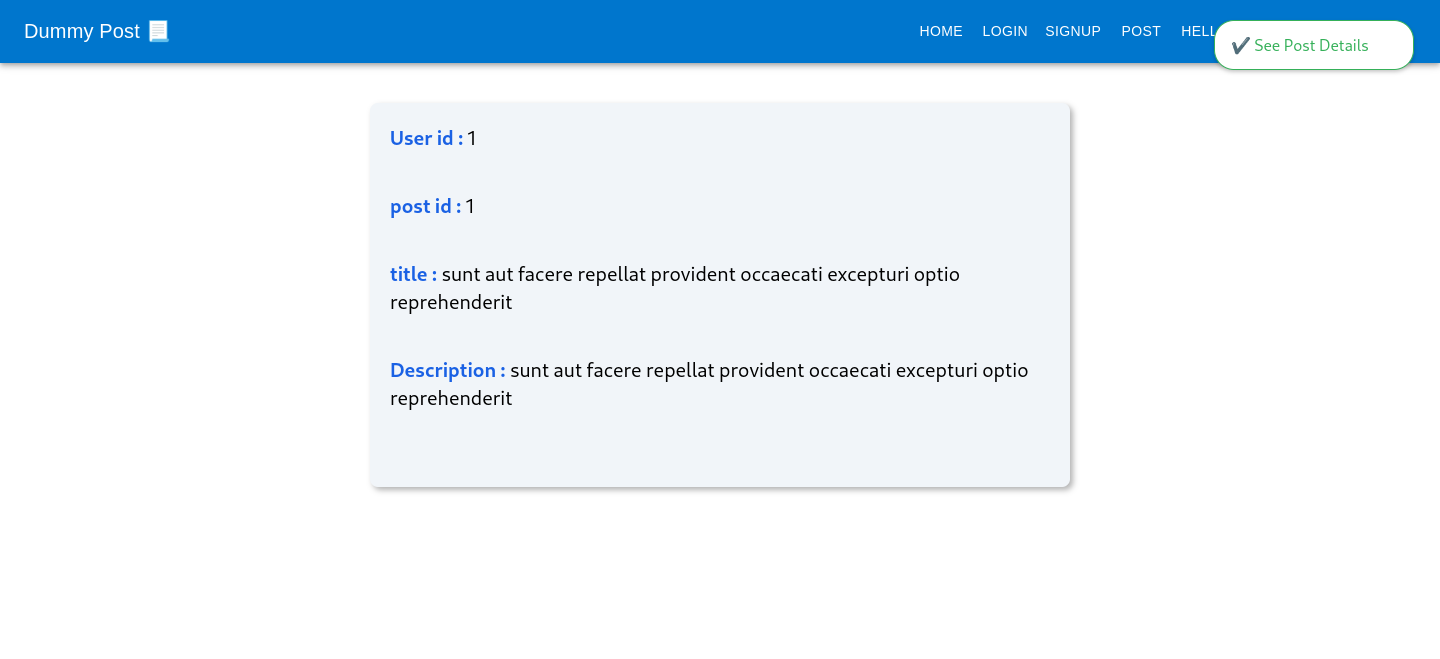 Dummy Post 📃
HOME LOGIN SIGNUP POST HELL
✔️ See Post Details
User id : 1
post id : 1
title : sunt aut facere repellat provident occaecati excepturi optio
reprehenderit
Description : sunt aut facere repellat provident occaecati excepturi optio
reprehenderit